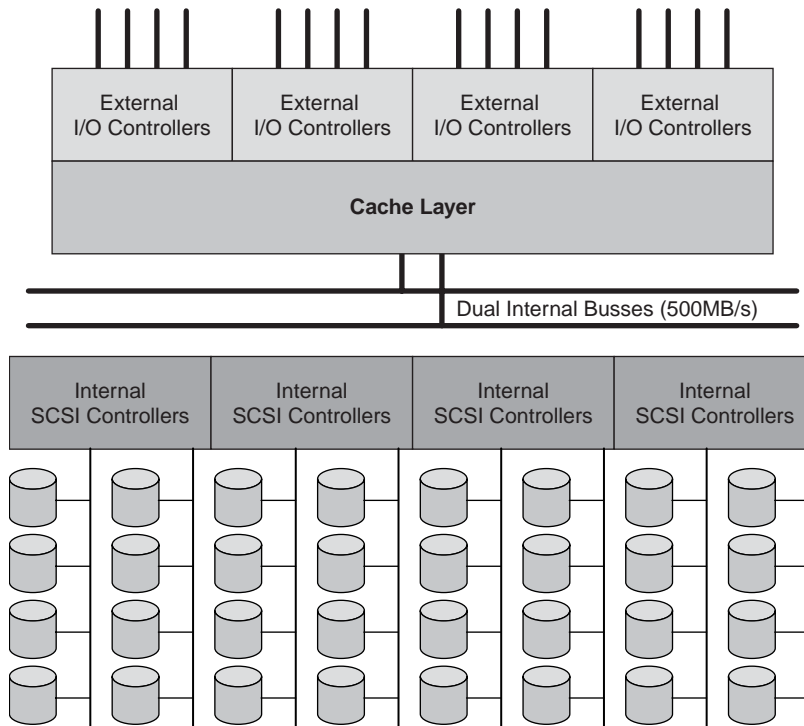 External
I/O Controllers
External
I/O Controllers
External
I/O Controllers
External
I/O Controllers
Cache Layer
Dual Internal Busses (500MB/s)
Internal
SCSI Controllers
Internal
SCSI Controllers
Internal
SCSI Controllers
Internal
SCSI Controllers